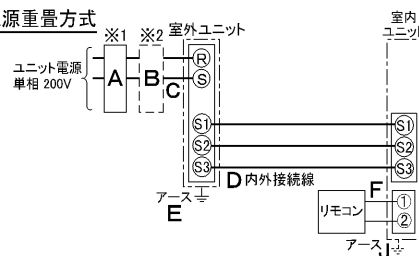 源重畳方式
※1 ※2 室外ユニット 室内
ユニット
ユニット電源
単相 200V
A B C
R
S
S1 S1
S2 S2
S3 S3
D 内外接続線
アース
E
リモコン
F
①
②
アース
J